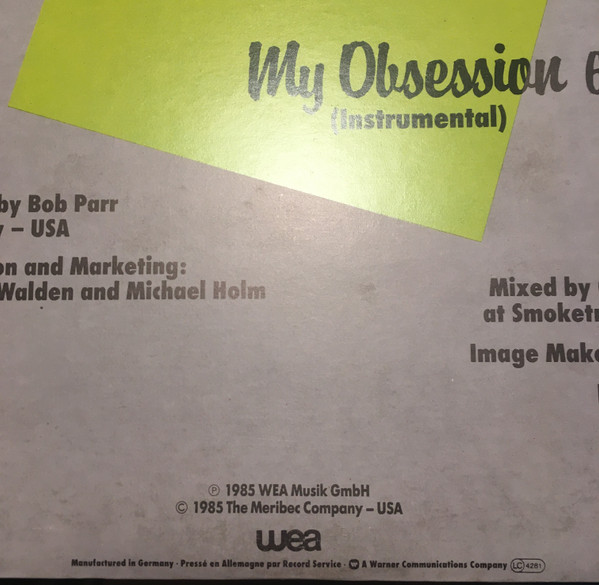 My Obsession
(Instrumental)
by Bob Parr
– USA
on and Marketing:
Walden and Michael Holm
Mixed by
at Smoketr
Image Make
℗ 1985 WEA Musik GmbH
© 1985 The Meribec Company – USA
wea
Manufactured in Germany · Pressé en Allemagne par Record Service · A Warner Communications Company LC 4281